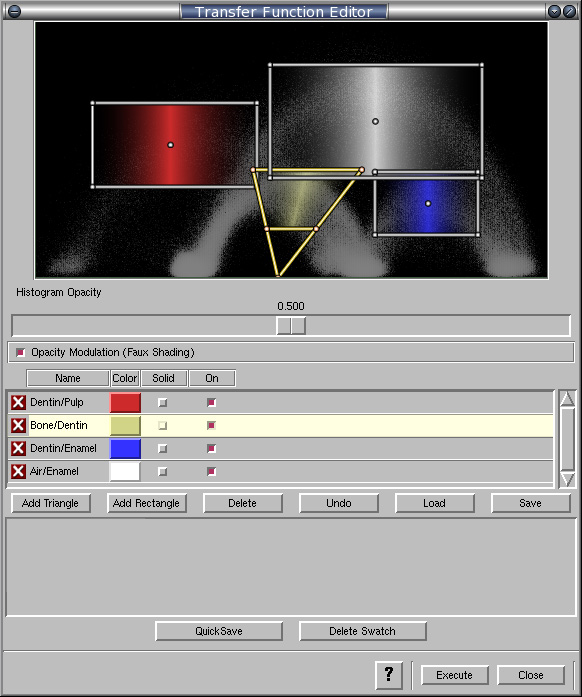 Transfer Function Editor
Histogram Opacity
0.500
Opacity Modulation (Faux Shading)
Name Color Solid On
Dentin/Pulp
Bone/Dentin
Dentin/Enamel
Air/Enamel
Add Triangle Add Rectangle Delete Undo Load Save
QuickSave Delete Swatch
? Execute Close